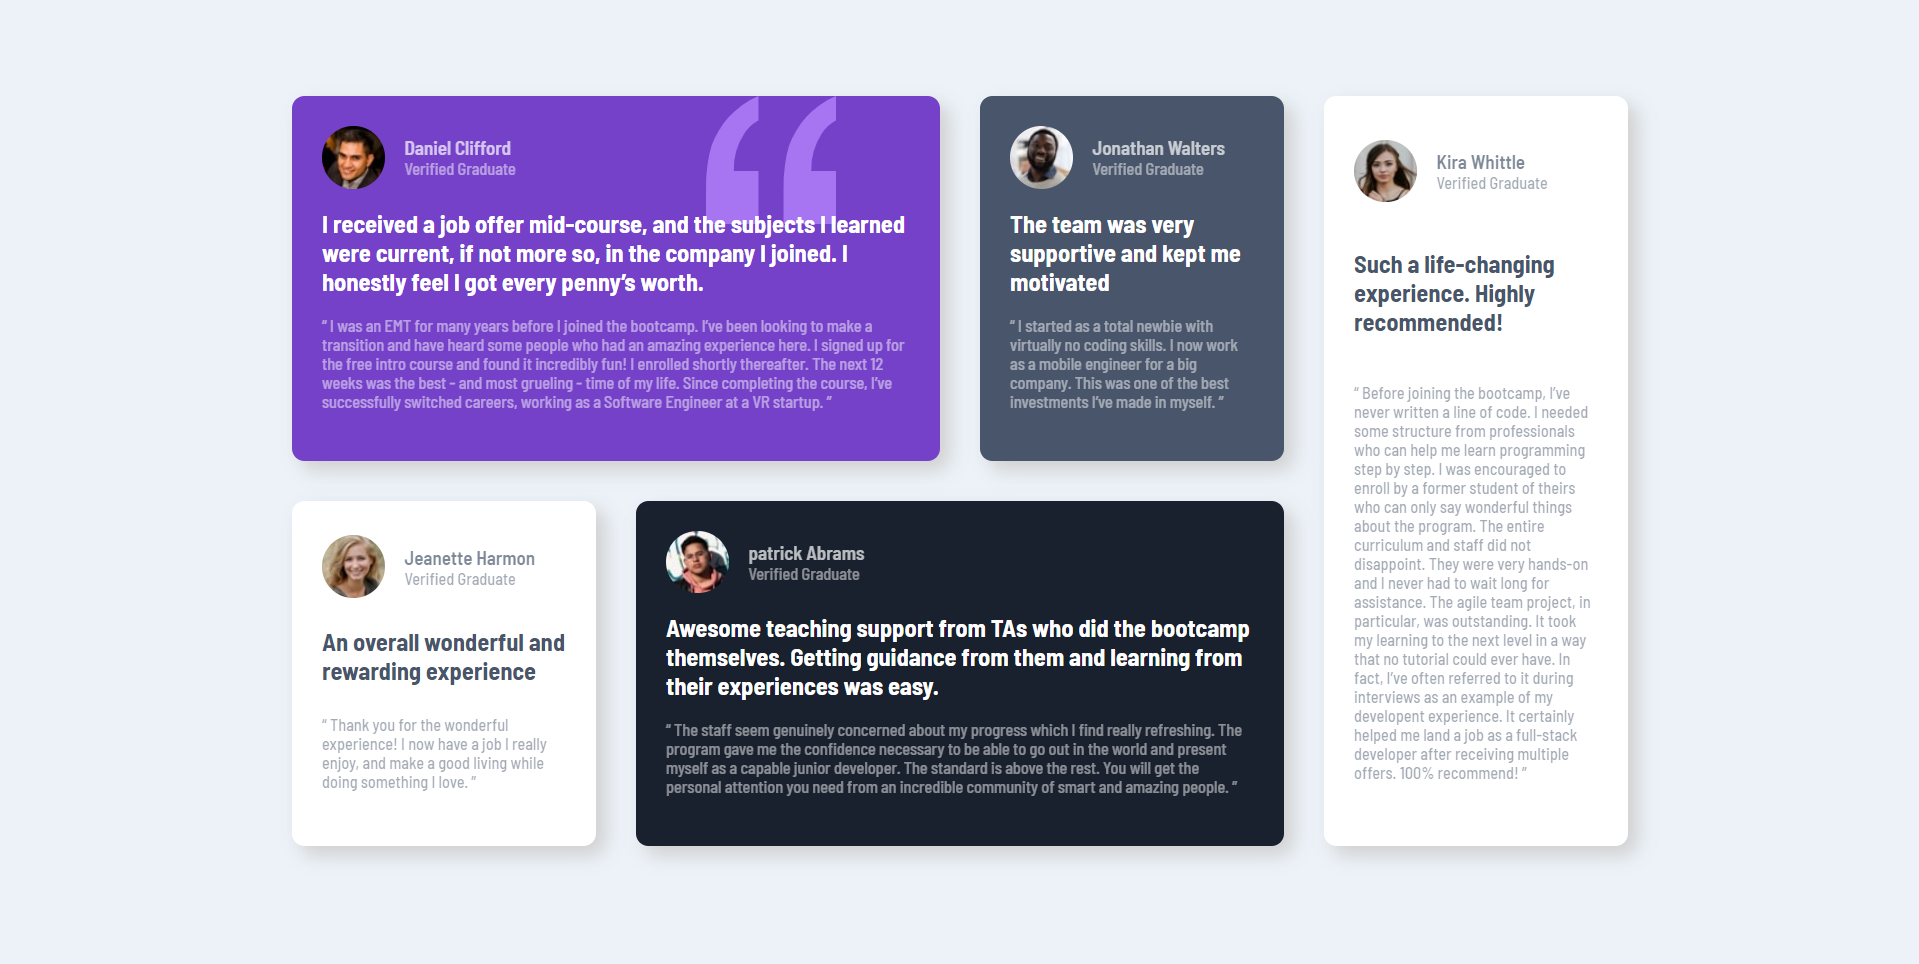 Daniel Clifford
Verified Graduate
I received a job offer mid-course, and the subjects I learned
were current, if not more so, in the company I joined. I
honestly feel I got every penny’s worth.
“ I was an EMT for many years before I joined the bootcamp. I’ve been looking to make a
transition and have heard some people who had an amazing experience here. I signed up for
the free intro course and found it incredibly fun! I enrolled shortly thereafter. The next 12
weeks was the best - and most grueling - time of my life. Since completing the course, I’ve
successfully switched careers, working as a Software Engineer at a VR startup. ”
Jonathan Walters
Verified Graduate
The team was very
supportive and kept me
motivated
“ I started as a total newbie with
virtually no coding skills. I now work
as a mobile engineer for a big
company. This was one of the best
investments I’ve made in myself. ”
Kira Whittle
Verified Graduate
Such a life-changing
experience. Highly
recommended!
“ Before joining the bootcamp, I’ve
never written a line of code. I needed
some structure from professionals
who can help me learn programming
step by step. I was encouraged to
enroll by a former student of theirs
who can only say wonderful things
about the program. The entire
curriculum and staff did not
disappoint. They were very hands-on
and I never had to wait long for
assistance. The agile team project, in
particular, was outstanding. It took
my learning to the next level in a way
that no tutorial could ever have. In
fact, I’ve often referred to it during
interviews as an example of my
developent experience. It certainly
helped me land a job as a full-stack
developer after receiving multiple
offers. 100% recommend! ”
Jeanette Harmon
Verified Graduate
An overall wonderful and
rewarding experience
“ Thank you for the wonderful
experience! I now have a job I really
enjoy, and make a good living while
doing something I love. ”
patrick Abrams
Verified Graduate
Awesome teaching support from TAs who did the bootcamp
themselves. Getting guidance from them and learning from
their experiences was easy.
“ The staff seem genuinely concerned about my progress which I find really refreshing. The
program gave me the confidence necessary to be able to go out in the world and present
myself as a capable junior developer. The standard is above the rest. You will get the
personal attention you need from an incredible community of smart and amazing people. ”